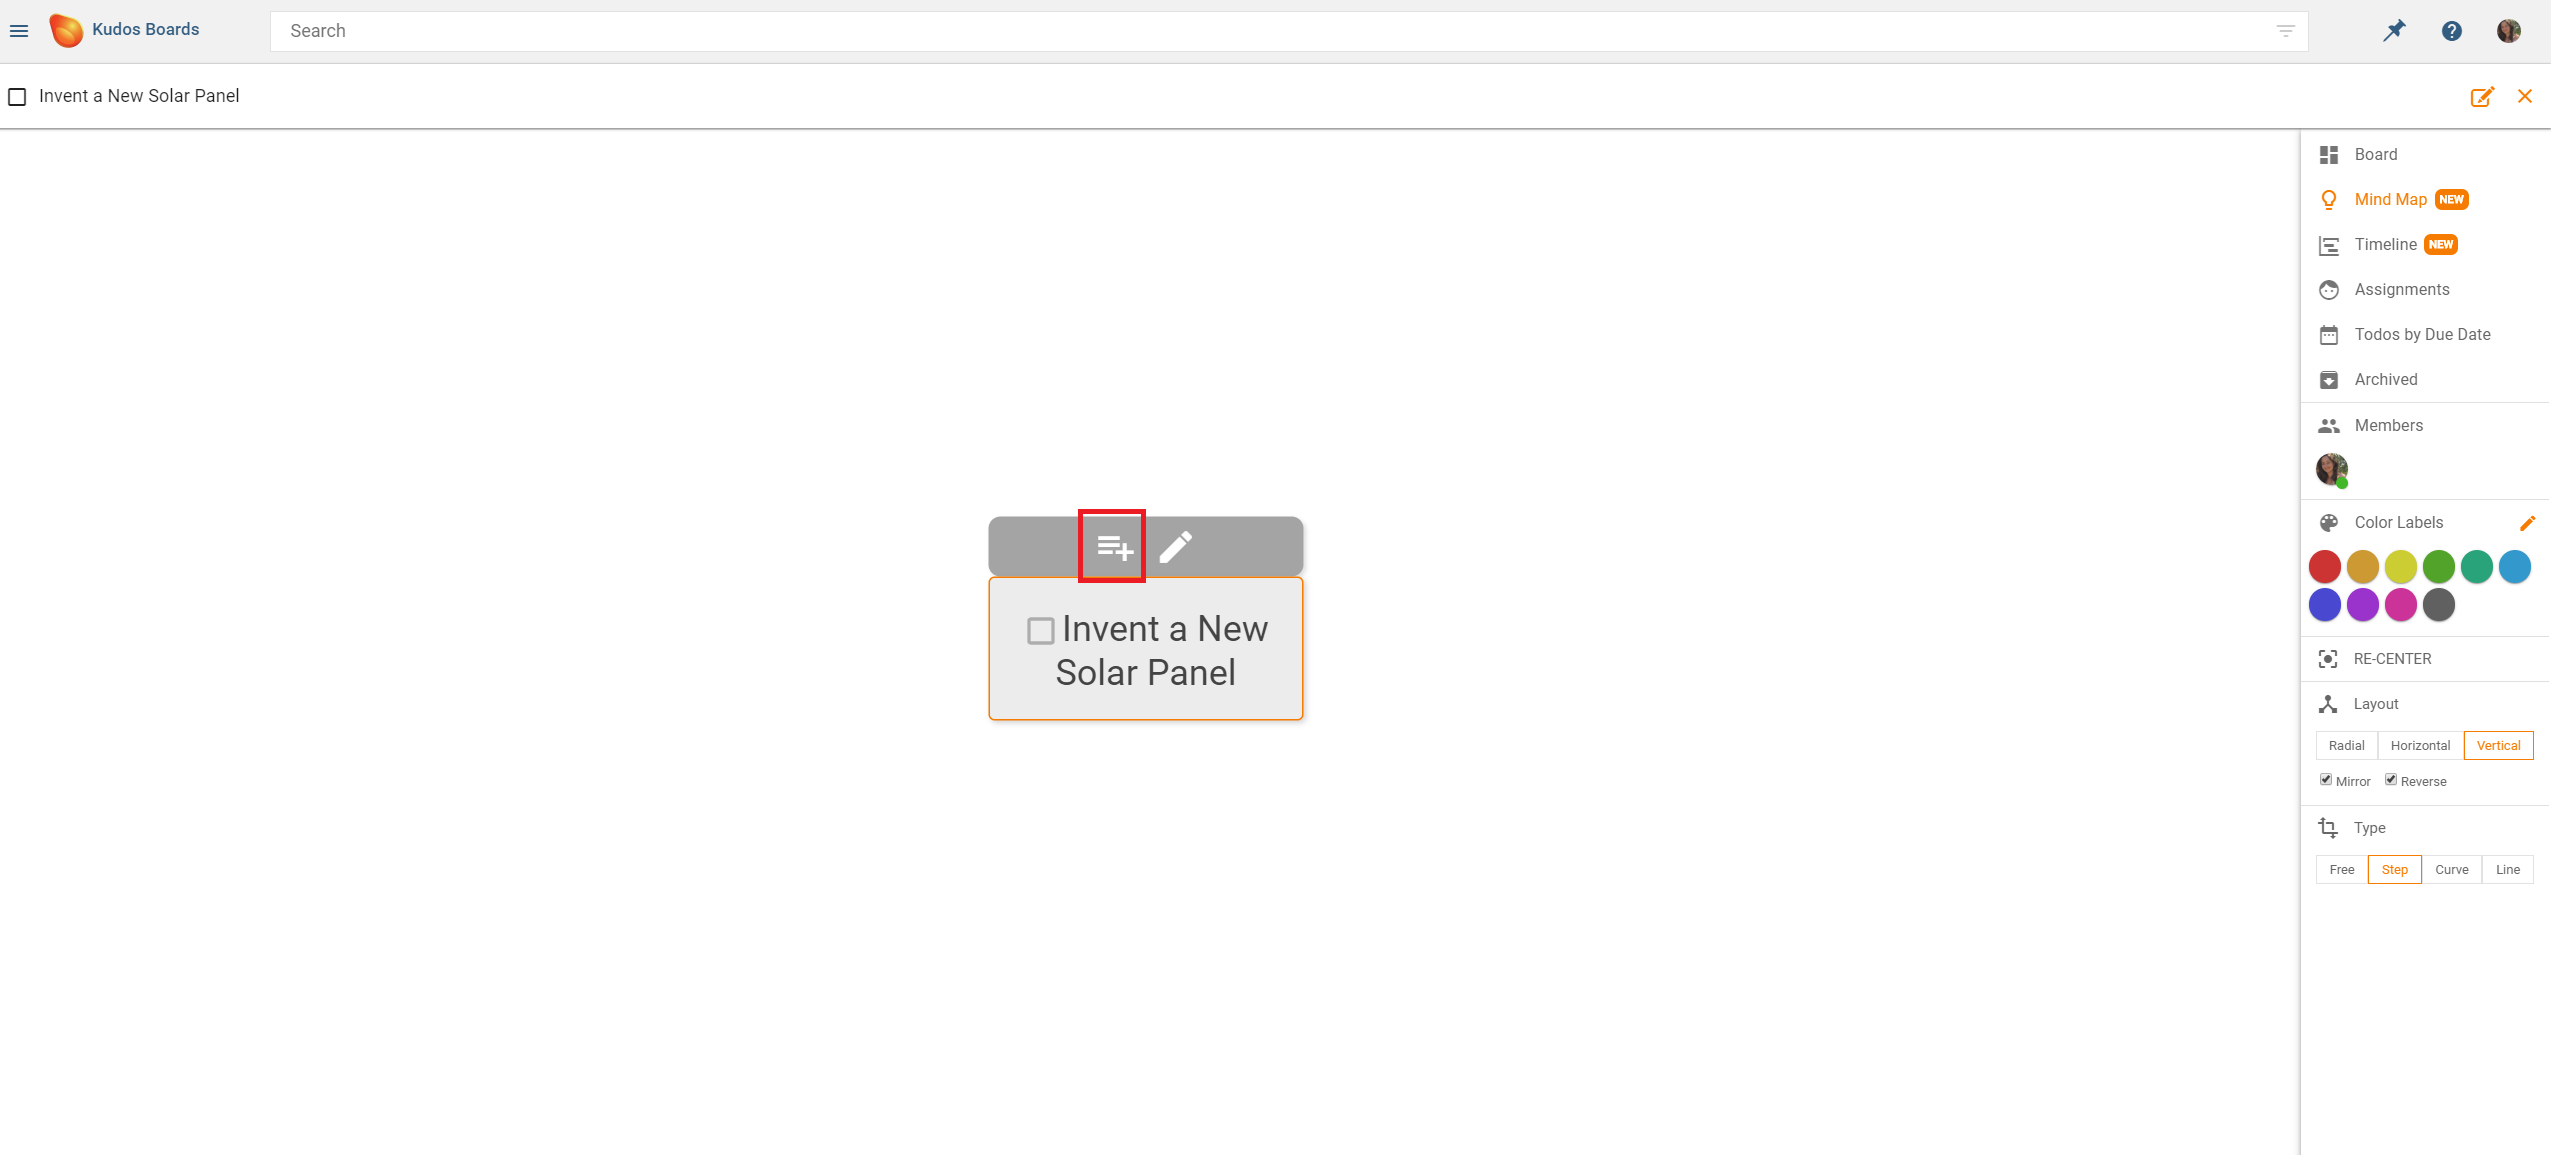 Kudos Boards
Search
Invent a New Solar Panel
Board
Mind Map NEW
Timeline NEW
Assignments
Todos by Due Date
Archived
Members
Invent a New
Solar Panel
Color Labels
RE-CENTER
Layout
Radial Horizontal Vertical
Mirror Reverse
Type
Free Step Curve Line